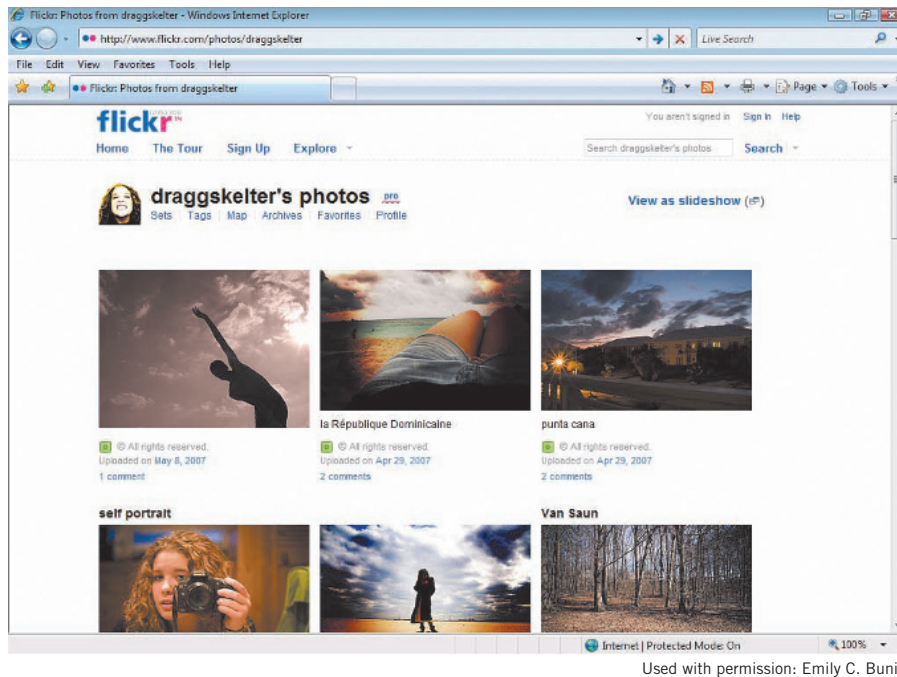 Flickr: Photos from draggskelter - Windows Internet Explorer
http://www.flickr.com/photos/draggskelter
Live Search
File Edit View Favorites Tools Help
Flickr: Photos from draggskelter
Page Tools
flickr
You aren't signed in Sign In Help
Home The Tour Sign Up Explore
Search draggskelter's photos Search
draggskelter's photos pro
View as slideshow
Sets Tags Map Archives Favorites Profile
la République Dominicaine
punta cana
© All rights reserved. © All rights reserved. © All rights reserved.
Uploaded on May 8, 2007 Uploaded on Apr 29, 2007 Uploaded on Apr 29, 2007
1 comment 2 comments 2 comments
self portrait Van Saun
Internet | Protected Mode: On 100%
Used with permission: Emily C. Buni